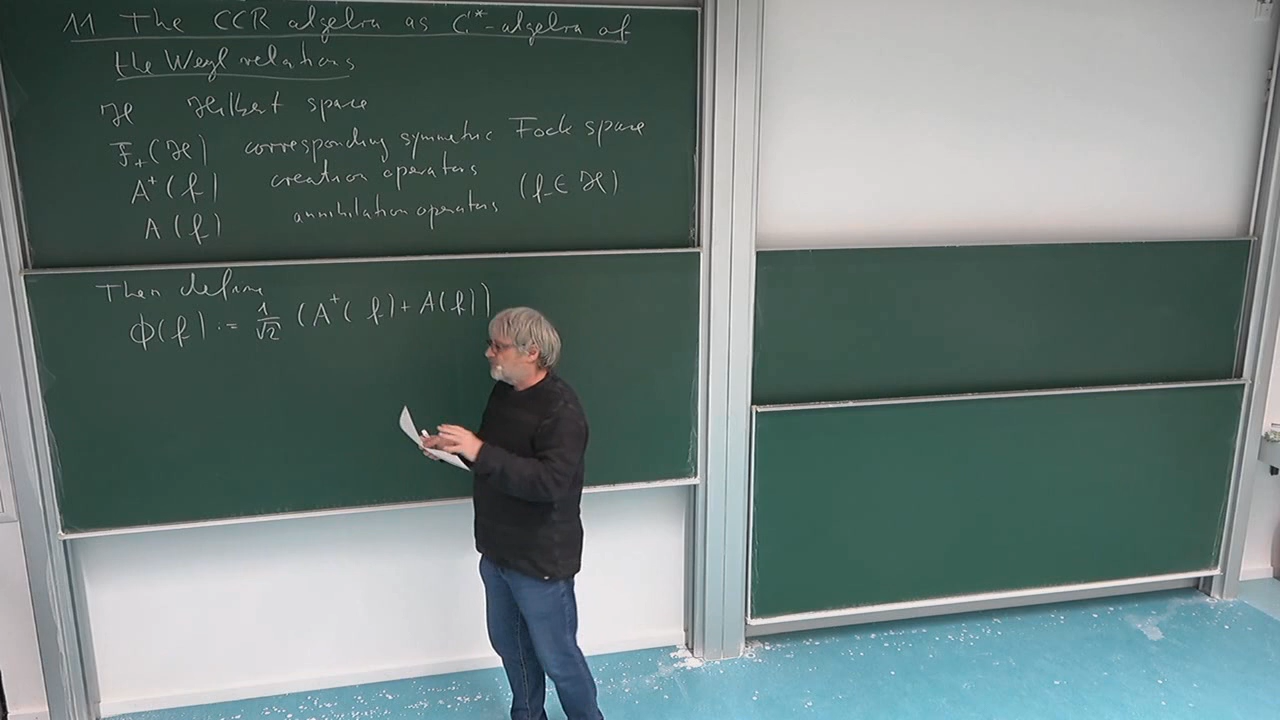 11 The CCR algebra as C*-algebra of
the Weyl relations
ℋ Hilbert space
F₊(ℋ) corresponding symmetric Fock space
A⁺(f) creation operators
A(f) annihilation operators (f ∈ ℋ)
Then define
ϕ(f) := 1/√2 (A⁺(f) + A(f))